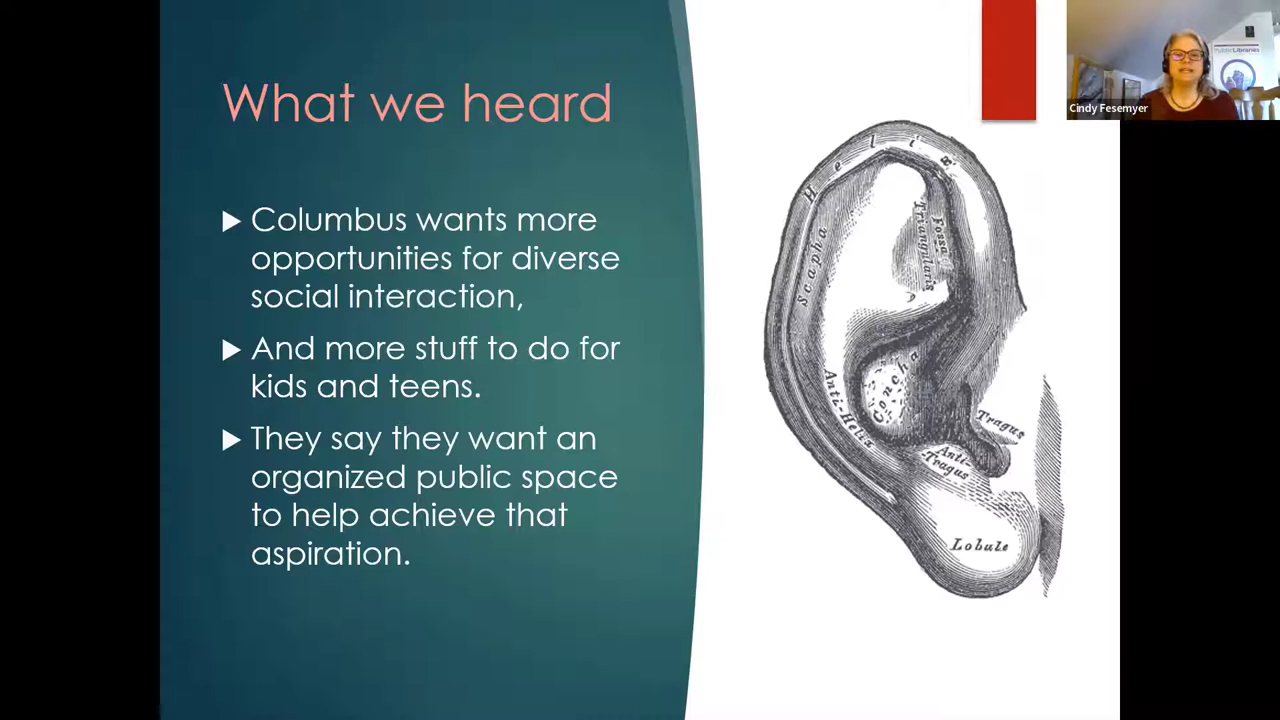 What we heard
Columbus wants more
opportunities for diverse
social interaction,
And more stuff to do for
kids and teens.
They say they want an
organized public space
to help achieve that
aspiration.
Helix
Scapha
Fossa
Triangularis
Anti-Helix
Concha
Tragus
Anti-
Tragus
Lobule
PublicLibraries
Cindy Fesemyer